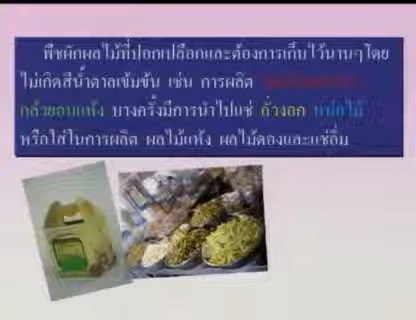 พืชผักผลไม้ที่ปอกเปลือกและต้องการเก็บไว้นานๆโดย
ไม่เกิดสีน้ำตาลเข้มข้น เช่น การผลิต
กล้วยอบแห้ง บางครั้งมีการนำไปแช่ ถั่วงอก หน่อไม้
หรือใส่ในการผลิต ผลไม้แห้ง ผลไม้ดองและแช่อิ่ม